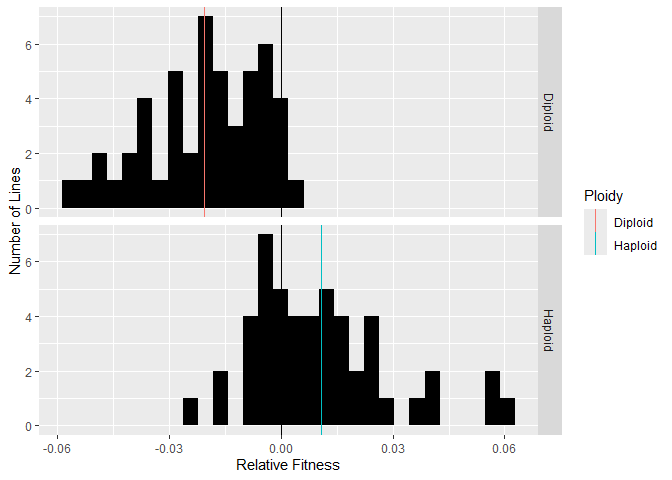 6
4
2
0
Diploid
6
4
2
0
Haploid
Number of Lines
-0.06 -0.03 0.00 0.03 0.06
Relative Fitness
Ploidy
Diploid
Haploid